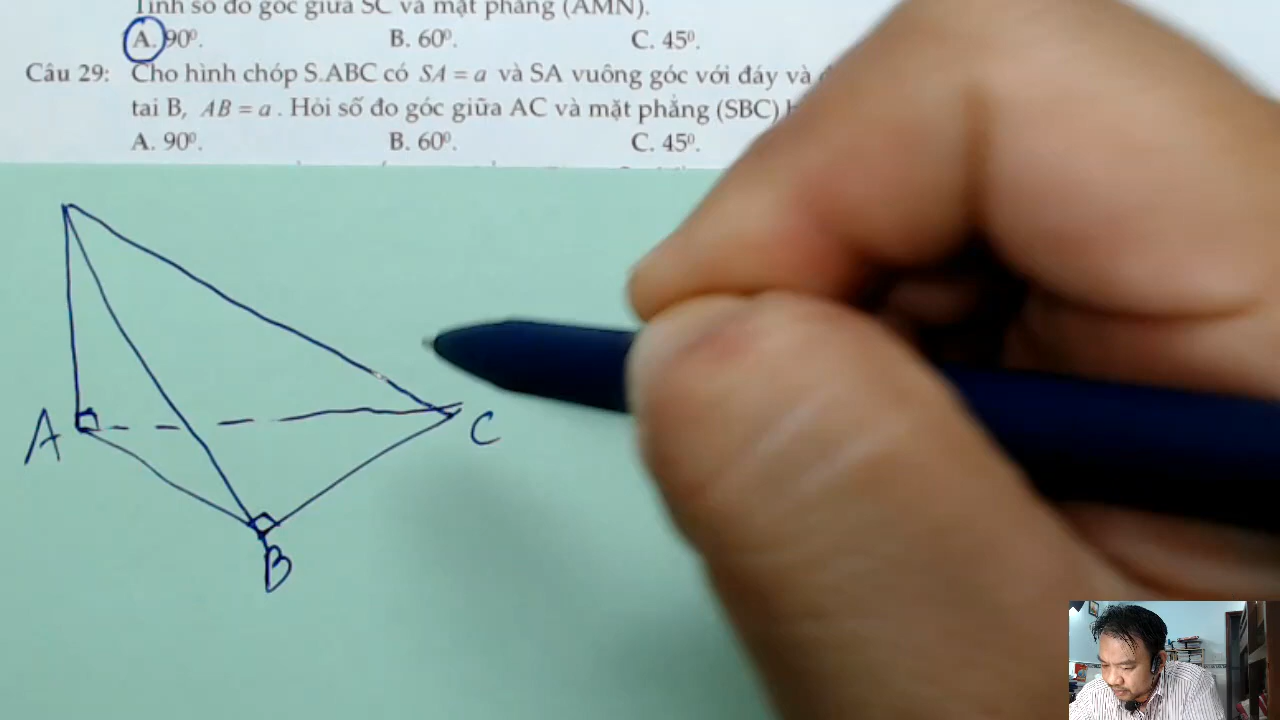 Tính số đo góc giữa SC và mặt phẳng (AMN).
A. 90⁰. B. 60⁰. C. 45⁰.
Câu 29: Cho hình chóp S.ABC có SA = a và SA vuông góc với đáy và
tai B, AB = a . Hỏi số đo góc giữa AC và mặt phẳng (SBC)
A. 90⁰. B. 60⁰. C. 45⁰.
A
C
B